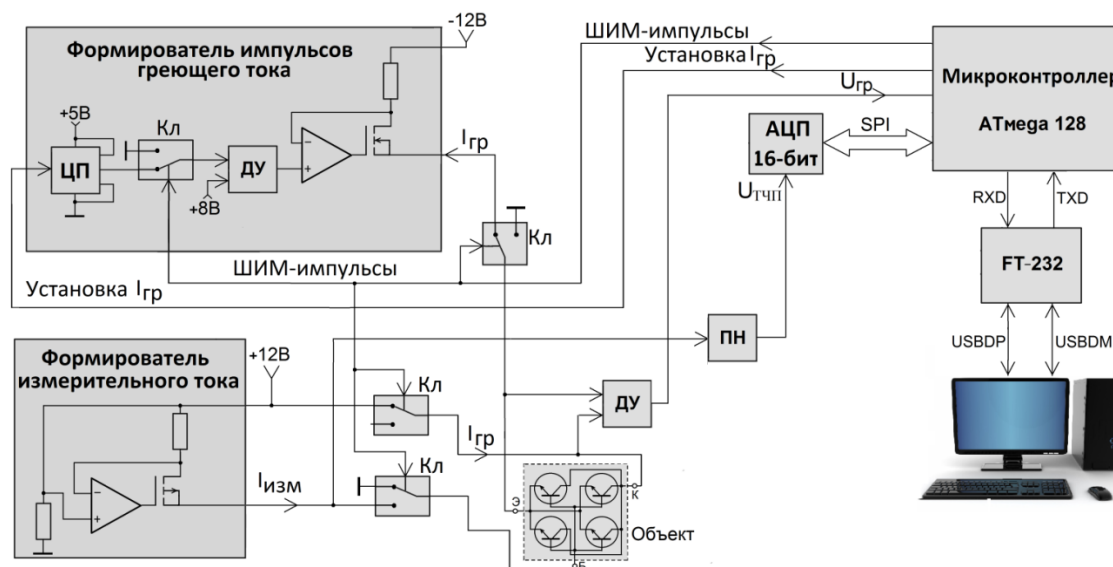 Формирователь импульсов
греющего тока
-12В
+5В
Кл
ЦП
ДУ
+8В
-
+
Iгр
ШИМ-импульсы
Установка Iгр
Uгр
АЦП
16-бит
SPI
Микроконтроллер
АТмega 128
UТЧП
RXD
TXD
Кл
FT-232
ШИМ-импульсы
Установка Iгр
USBDP
USBDM
ПН
Формирователь
измерительного тока
+12В
Кл
ДУ
Iгр
-
+
Iизм
Кл
Э
К
Объект
Б